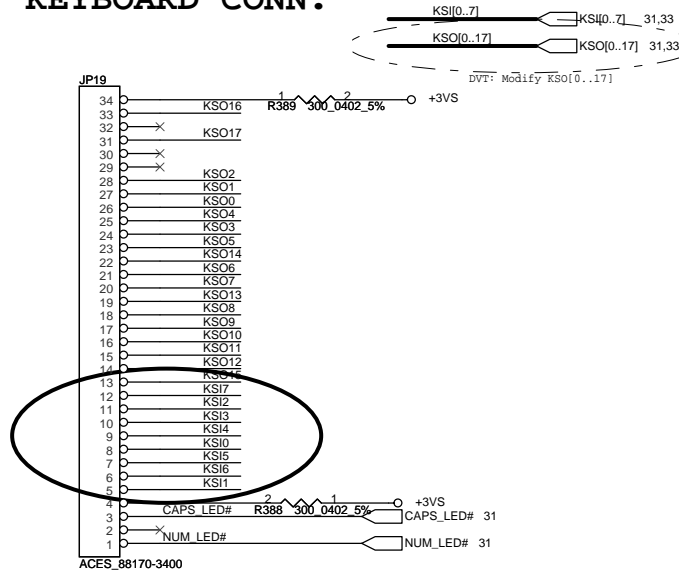 KEYBOARD CONN.
KSI[0..7]
KSI[0..7] 31,33
KSO[0..17]
KSO[0..17] 31,33
DVT: Modify KSO[0..17]
JP19
34 1 2 +3VS
R389 300_0402_5%
33 KSO16
32
31 KSO17
30
29
28 KSO2
27 KSO1
26 KSO0
25 KSO4
24 KSO3
23 KSO5
22 KSO14
21 KSO6
20 KSO7
19 KSO13
18 KSO8
17 KSO9
16 KSO10
15 KSO11
14 KSO12
13 KSO15
12 KSI7
11 KSI2
10 KSI3
9 KSI4
8 KSI0
7 KSI5
6 KSI6
5 KSI1
4 2 1 +3VS
R388 300_0402_5%
3 CAPS_LED# CAPS_LED# 31
2
1 NUM_LED# NUM_LED# 31
ACES_88170-3400